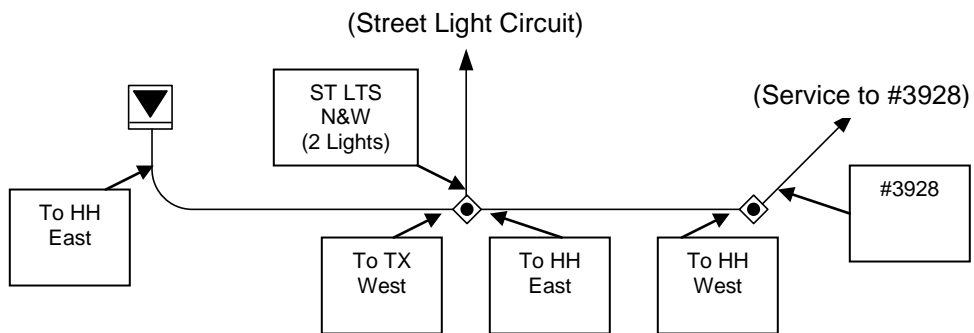 (Street Light Circuit)
ST LTS
N&W
(2 Lights)
(Service to #3928)
To HH
East
#3928
To TX
West
To HH
East
To HH
West